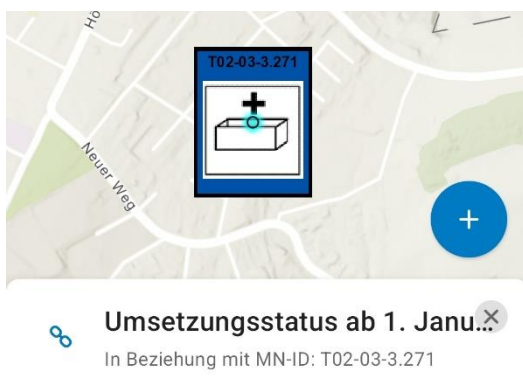 Hö
T02-03-3.271
Neuer Weg
Umsetzungsstatus ab 1. Janu...
In Beziehung mit MN-ID: T02-03-3.271